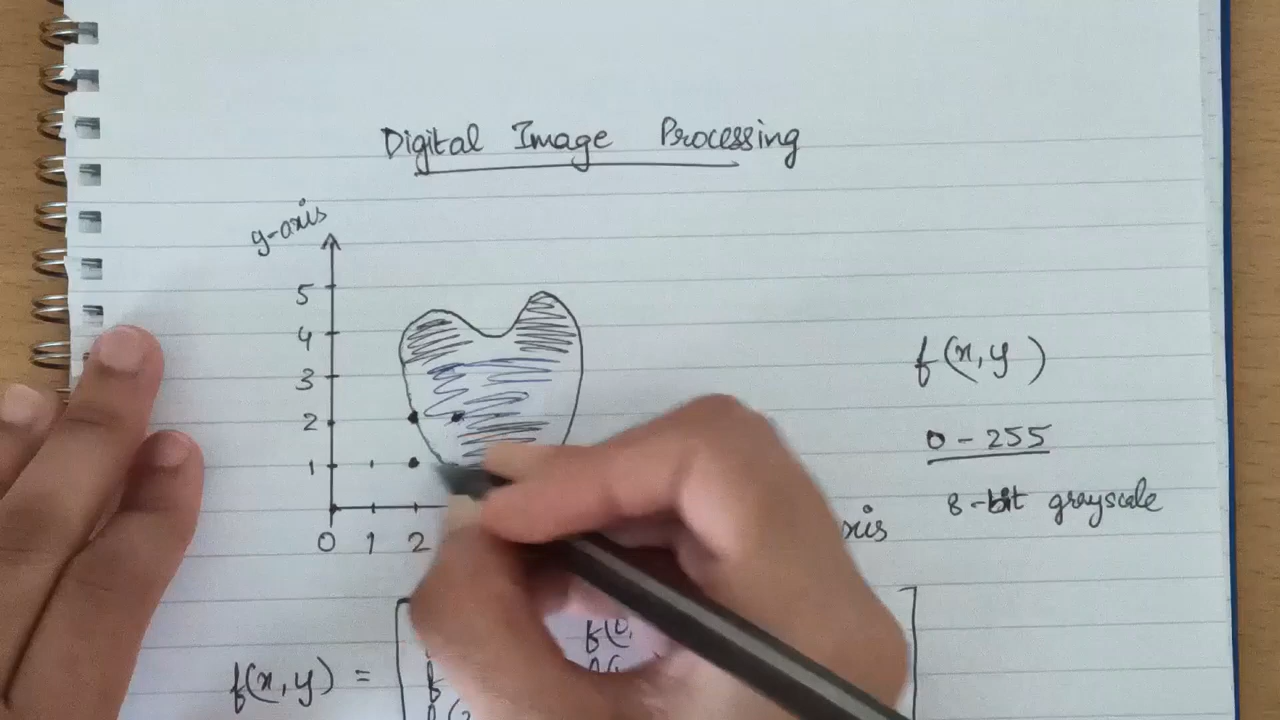 Digital Image Processing
y-axis
5
4
3
2
1
0 1 2
f(x,y)
0-255
8-bit grayscale
f(x,y) =